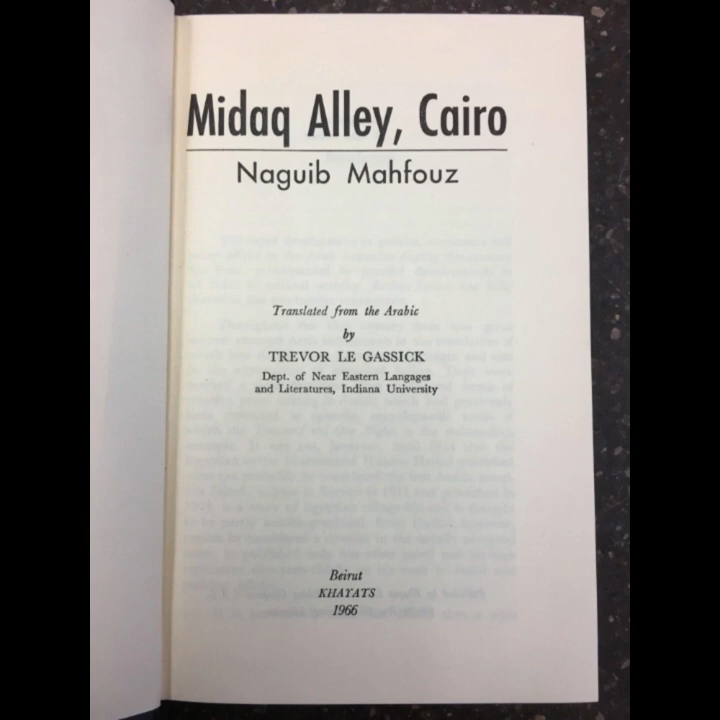 Midaq Alley, Cairo
Naguib Mahfouz
Translated from the Arabic
by
TREVOR LE GASSICK
Dept. of Near Eastern Langages
and Literatures, Indiana University
Beirut
KHAYATS
1966